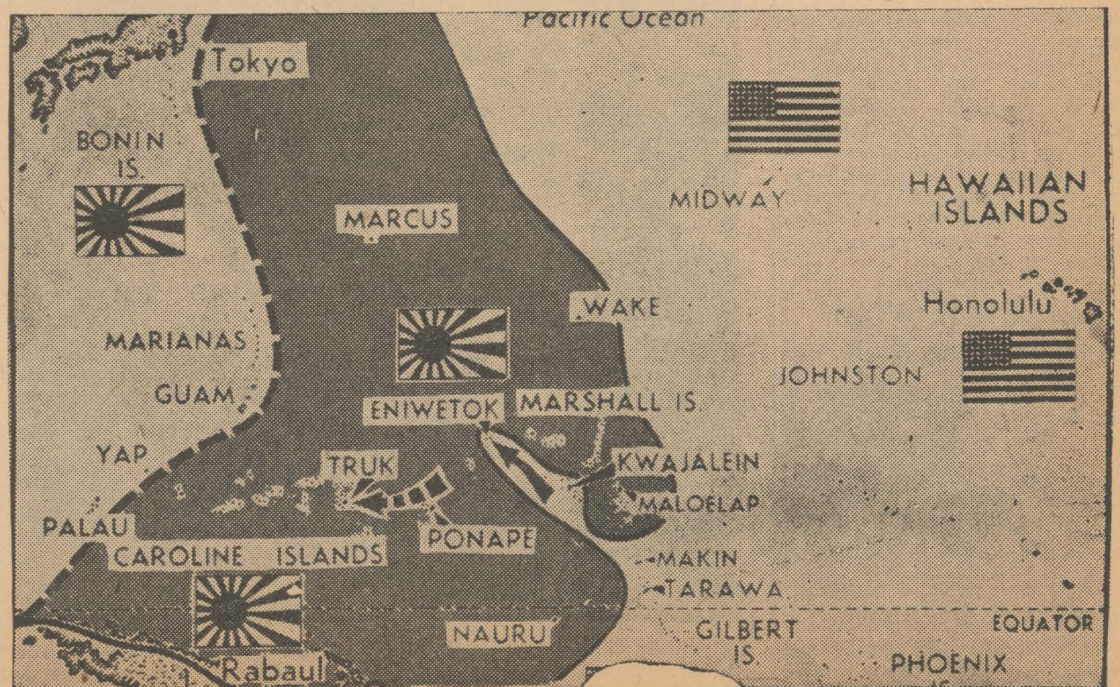 Pacific Ocean
Tokyo
BONIN
IS.
MARCUS
MIDWAY
HAWAIIAN
ISLANDS
WAKE
Honolulu
MARIANAS
GUAM
JOHNSTON
ENIWETOK
MARSHALL IS.
YAP
TRUK
KWAJALEIN
MALOELAP
PALAU
CAROLINE ISLANDS
PONAPE
MAKIN
TARAWA
NAURU
GILBERT
IS.
EQUATOR
Rabaul
PHOENIX